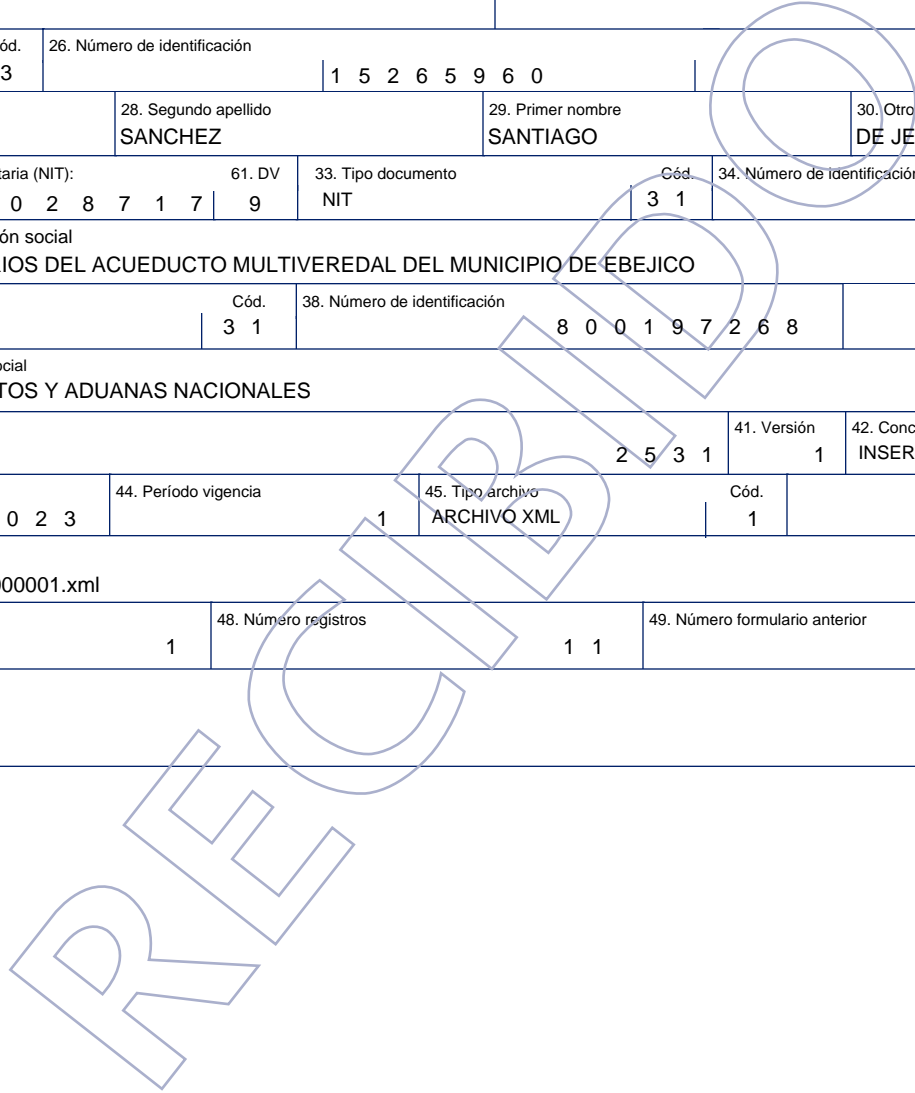 ód. 26. Número de identificación
3 1 5 2 6 5 9 6 0
28. Segundo apellido 29. Primer nombre 30. Otro
SANCHEZ SANTIAGO DE JE
taria (NIT): 61. DV 33. Tipo documento Cód. 34. Número de identificación
0 2 8 7 1 7 9 NIT 3 1
ón social
IOS DEL ACUEDUCTO MULTIVEREDAL DEL MUNICIPIO DE EBEJICO
Cód. 38. Número de identificación
3 1 8 0 0 1 9 7 2 6 8
ocial
TOS Y ADUANAS NACIONALES
41. Versión 42. Conc
2 5 3 1 1 INSER
44. Período vigencia 45. Tipo archivo Cód.
0 2 3 1 ARCHIVO XML 1
000001.xml
48. Número registros 49. Número formulario anterior
1 1 1
RECIBIDO